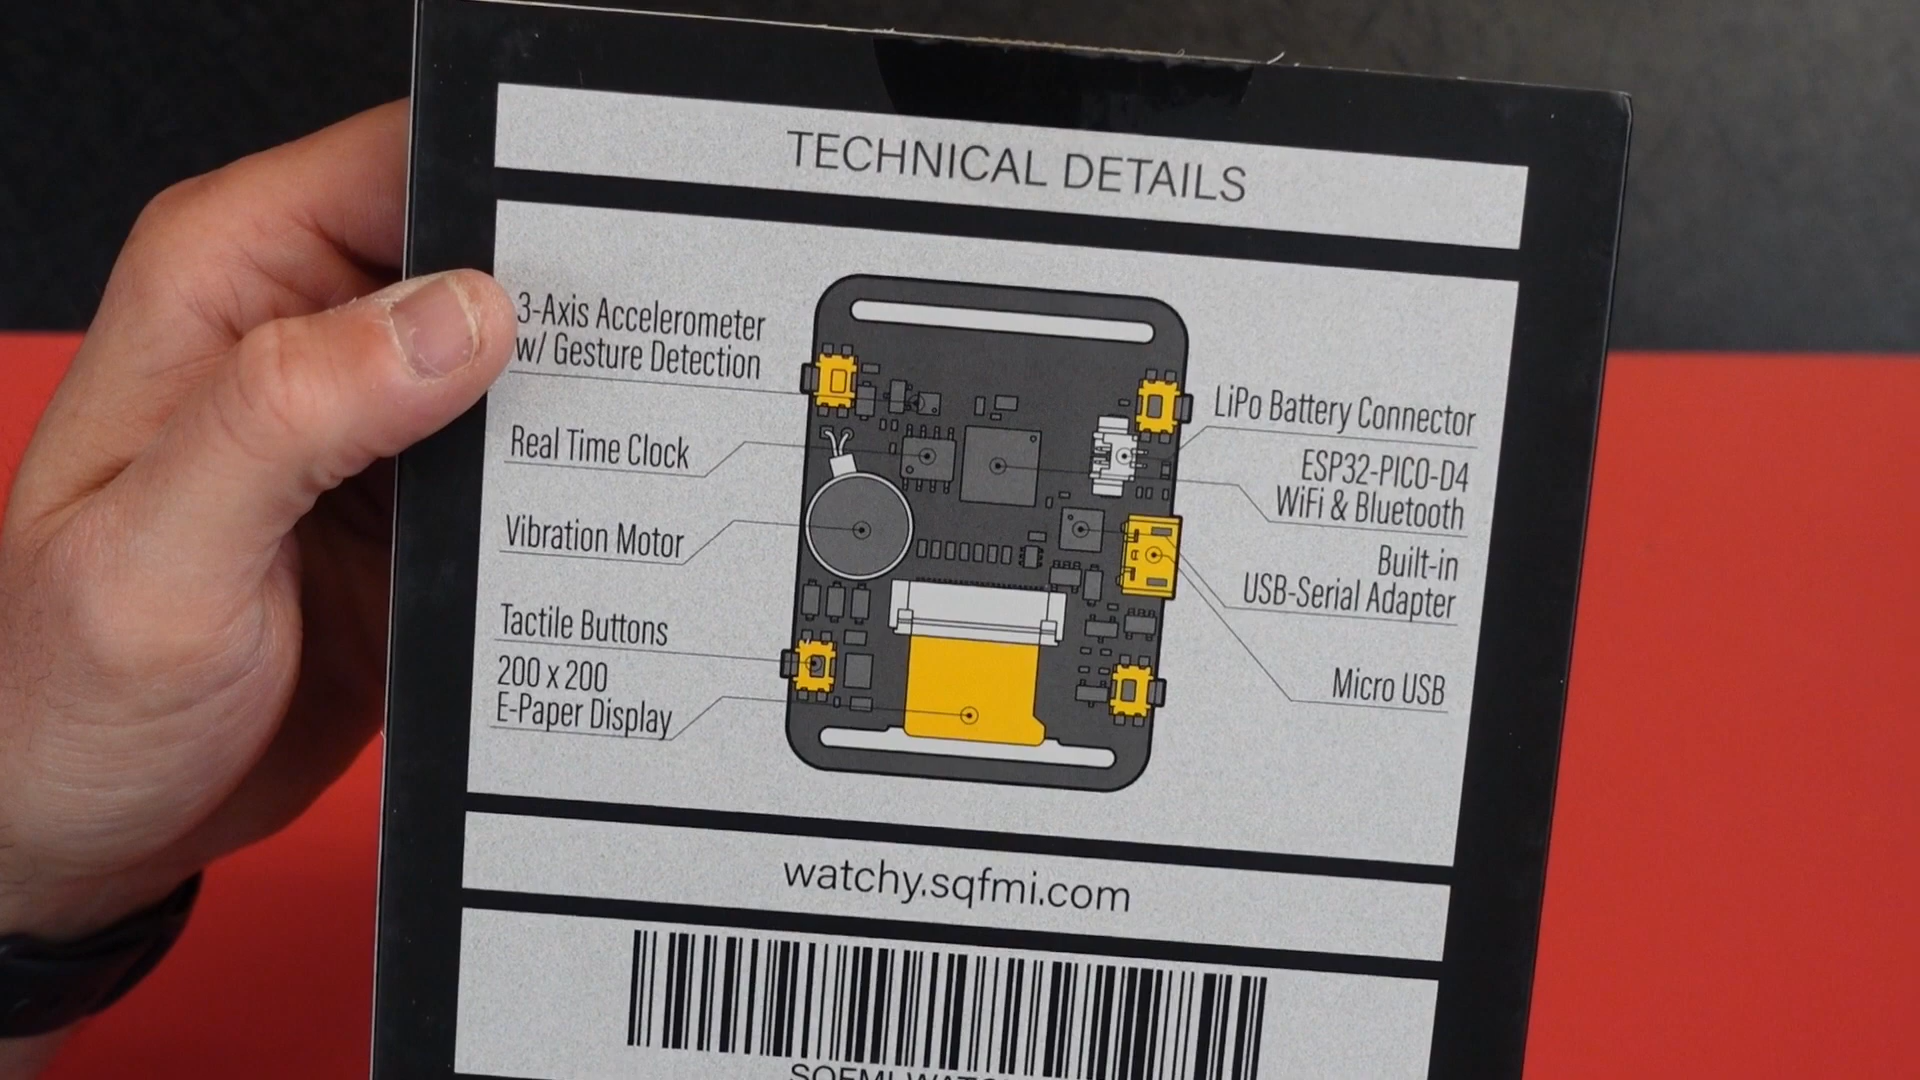 TECHNICAL DETAILS
3-Axis Accelerometer
w/ Gesture Detection
Real Time Clock
Vibration Motor
Tactile Buttons
200 x 200
E-Paper Display
LiPo Battery Connector
ESP32-PICO-D4
WiFi & Bluetooth
Built-in
USB-Serial Adapter
Micro USB
watchy.sqfmi.com